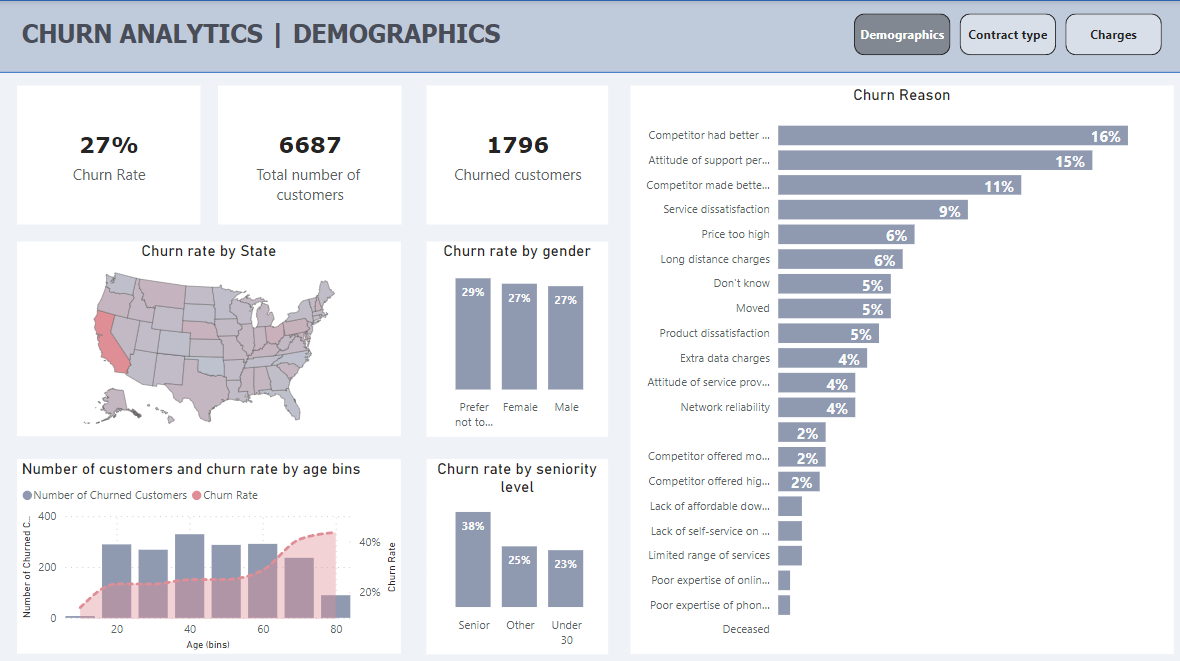 CHURN ANALYTICS | DEMOGRAPHICS
Demographics
Contract type
Charges
27%
Churn Rate
6687
Total number of
customers
1796
Churned customers
Churn rate by State
Churn rate by gender
29%
27%
27%
Prefer
not to...
Female
Male
Number of customers and churn rate by age bins
Number of Churned Customers
Churn Rate
Number of Churned C...
400
200
0
40%
20%
Churn Rate
20
40
60
80
Age (bins)
Churn rate by seniority
level
38%
25%
23%
Senior
Other
Under
30
Churn Reason
Competitor had better ...
16%
Attitude of support per...
15%
Competitor made bette...
11%
Service dissatisfaction
9%
Price too high
6%
Long distance charges
6%
Don't know
5%
Moved
5%
Product dissatisfaction
5%
Extra data charges
4%
Attitude of service prov...
4%
Network reliability
4%
2%
Competitor offered mo...
2%
Competitor offered hig...
2%
Lack of affordable dow...
Lack of self-service on ...
Limited range of services
Poor expertise of onlin...
Poor expertise of phon...
Deceased